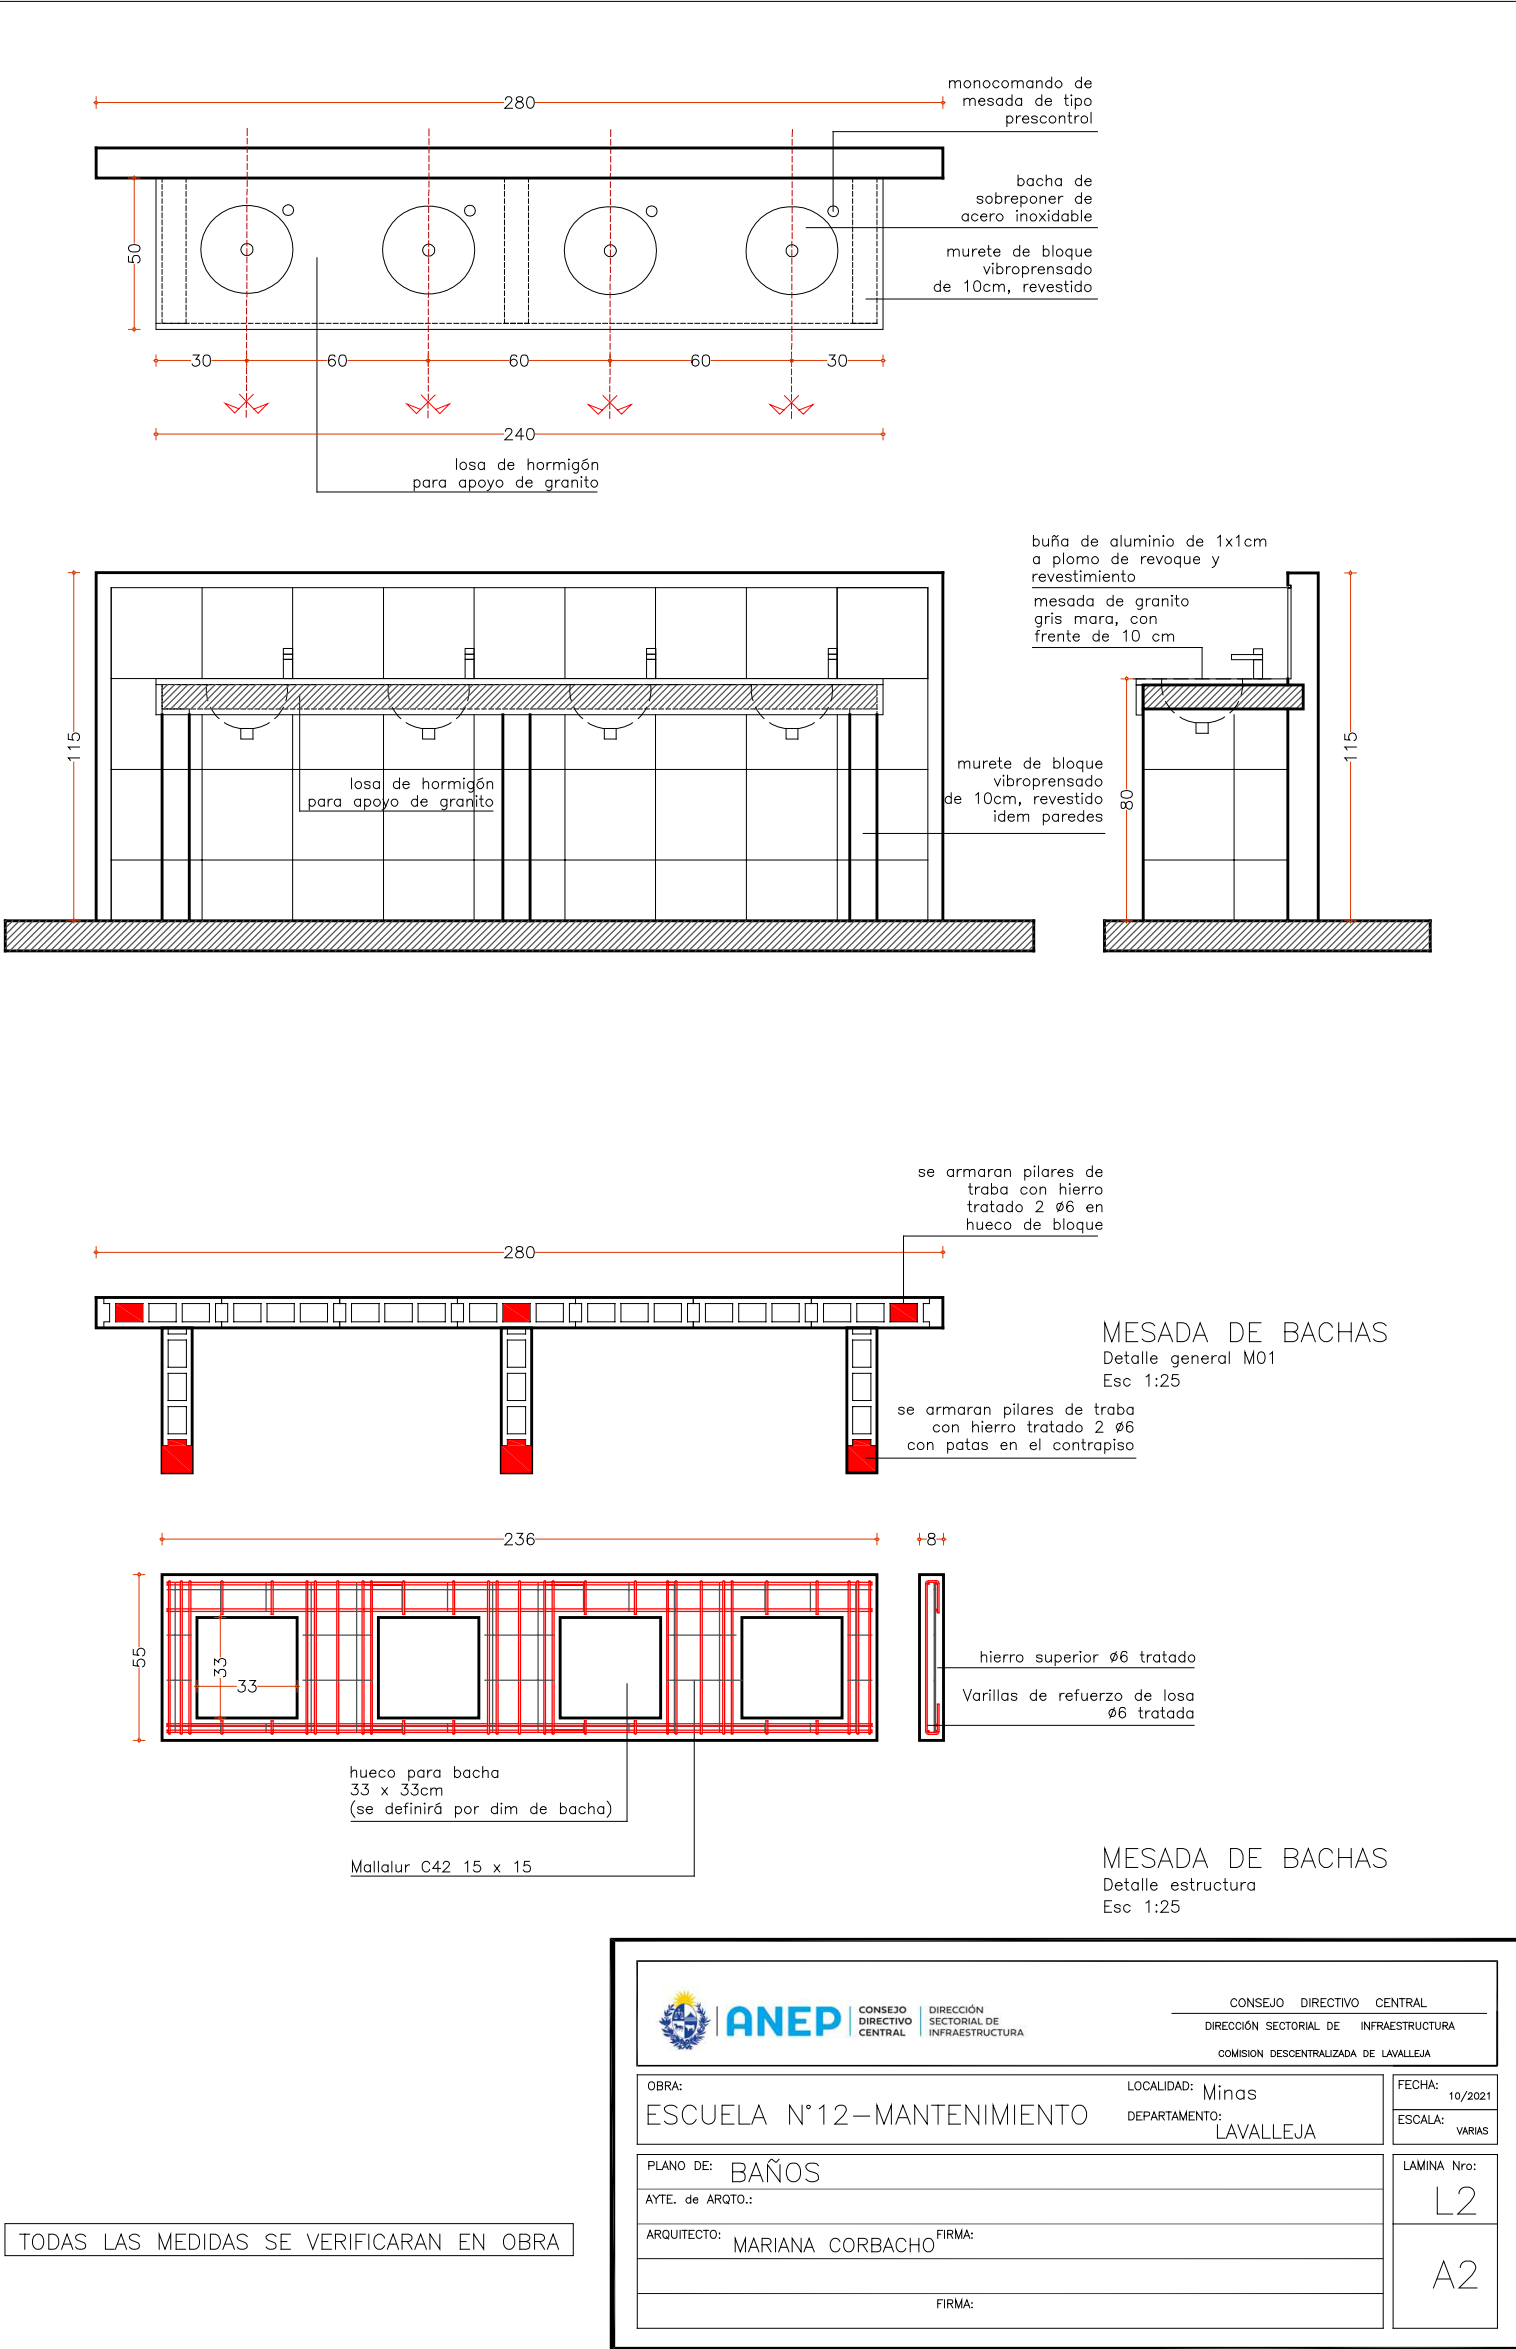 280
monocomando de
mesada de tipo
prescontrol
bacha de
sobreponer de
acero inoxidable
murete de bloque
vibroprensado
de 10cm, revestido
50
30
60
60
60
30
240
losa de hormigón
para apoyo de granito
buña de aluminio de 1x1cm
a plomo de revoque y
revestimiento
mesada de granito
gris mara, con
frente de 10 cm
115
losa de hormigón
para apoyo de granito
murete de bloque
vibroprensado
de 10cm, revestido
idem paredes
80
115
se armaran pilares de
traba con hierro
tratado 2 ø6 en
hueco de bloque
280
MESADA DE BACHAS
Detalle general M01
Esc 1:25
se armaran pilares de traba
con hierro tratado 2 ø6
con patas en el contrapiso
236
8
55
33
33
hierro superior ø6 tratado
Varillas de refuerzo de losa
ø6 tratada
hueco para bacha
33 x 33cm
(se definirá por dim de bacha)
Mallalur C42 15 x 15
MESADA DE BACHAS
Detalle estructura
Esc 1:25
ANEP
CONSEJO
DIRECTIVO
CENTRAL
DIRECCIÓN
SECTORIAL DE
INFRAESTRUCTURA
CONSEJO DIRECTIVO CENTRAL
DIRECCIÓN SECTORIAL DE INFRAESTRUCTURA
COMISION DESCENTRALIZADA DE LAVALLEJA
OBRA:
ESCUELA N°12-MANTENIMIENTO
LOCALIDAD: Minas
DEPARTAMENTO:
LAVALLEJA
FECHA:
10/2021
ESCALA:
VARIAS
PLANO DE: BAÑOS
AYTE. de ARQTO.:
ARQUITECTO: MARIANA CORBACHO FIRMA:
FIRMA:
LAMINA Nro:
L2
A2
TODAS LAS MEDIDAS SE VERIFICARAN EN OBRA